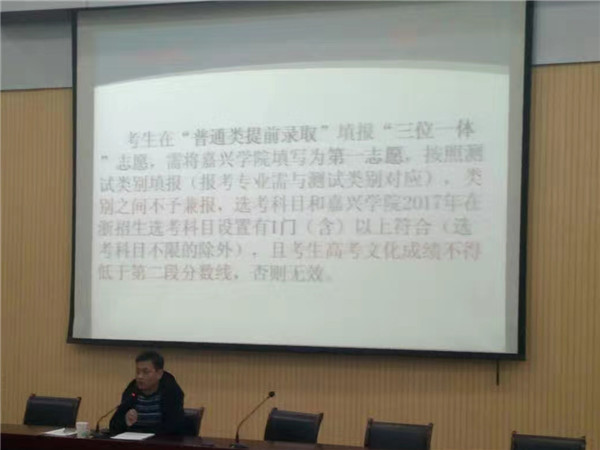 考生在“普通类提前录取”填报“三位一体
”志愿，需将嘉兴学院填写为第一志愿，按照测
试类别填报（报考专业需与测试类别对应），类
别之间不予兼报，选考科目和嘉兴学院2017年在
浙招生选考科目设置有1门（含）以上符合（选
考科目不限的除外），且考生高考文化成绩不得
低于第二段分数线，否则无效。